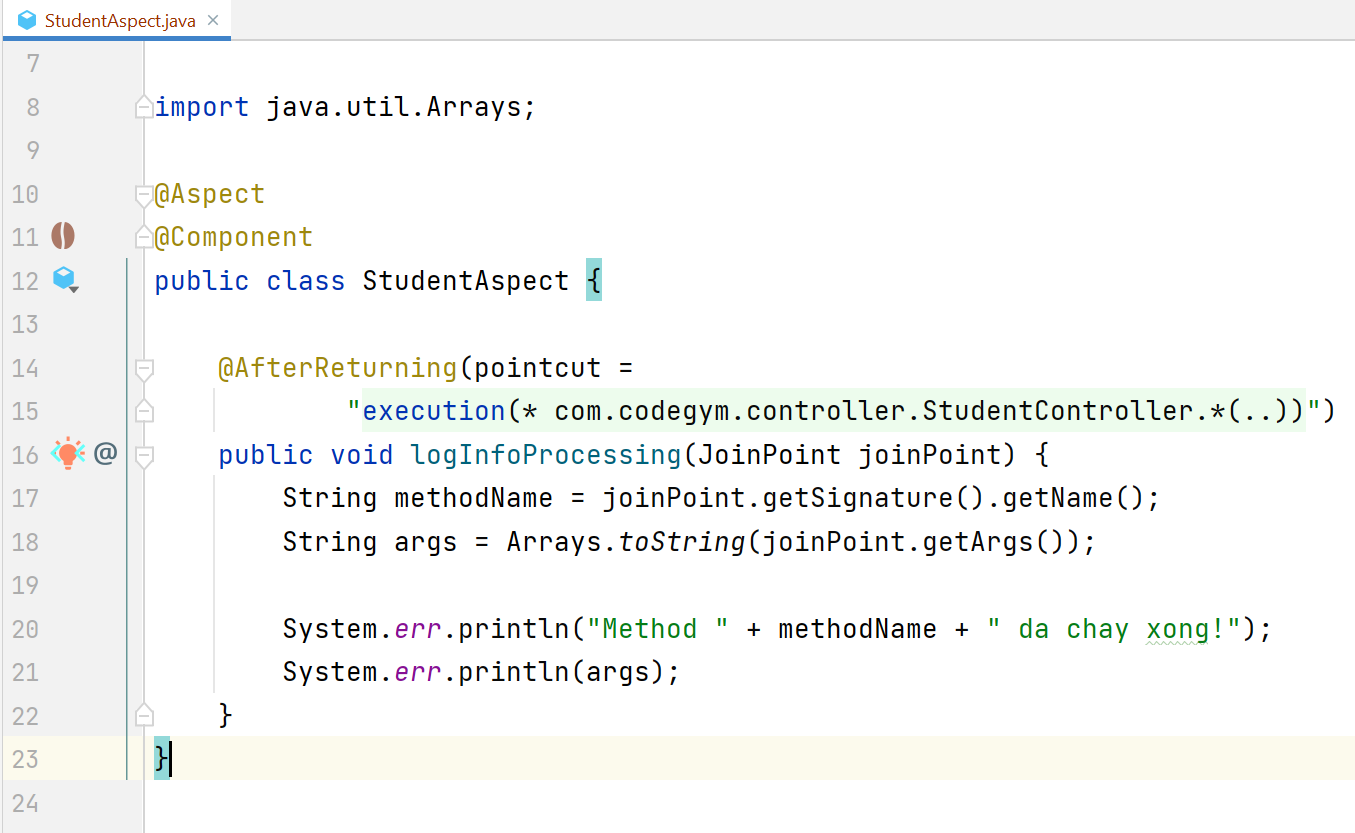 StudentAspect.java ×
7
8 import java.util.Arrays;
9
10 @Aspect
11 @Component
12 public class StudentAspect {
13
14 @AfterReturning(pointcut =
15 "execution(* com.codegym.controller.StudentController.*(..))")
16 @ public void logInfoProcessing(JoinPoint joinPoint) {
17 String methodName = joinPoint.getSignature().getName();
18 String args = Arrays.toString(joinPoint.getArgs());
19
20 System.err.println("Method " + methodName + " da chay xong!");
21 System.err.println(args);
22 }
23 }
24